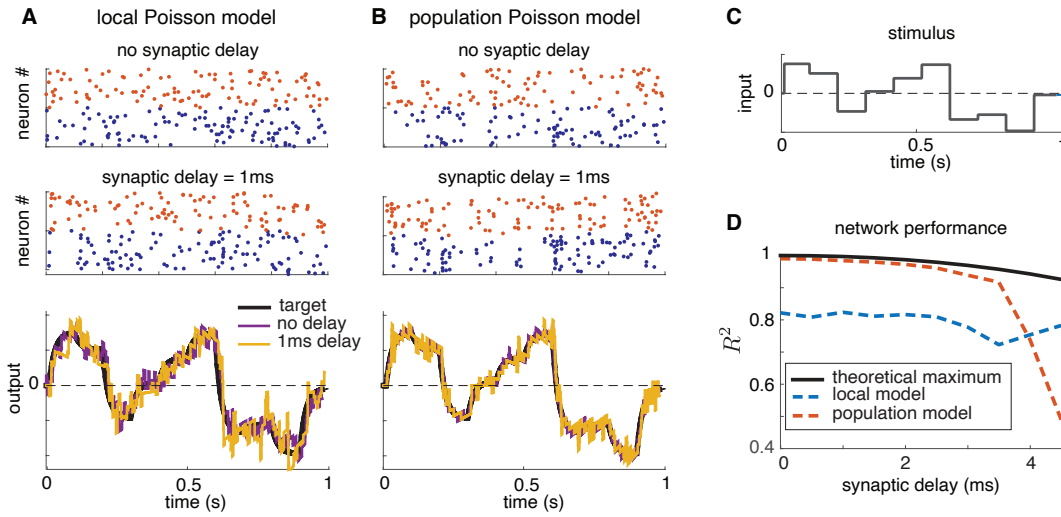 A
local Poisson model
no synaptic delay
neuron #
synaptic delay = 1ms
neuron #
target
no delay
1ms delay
output
0
0
0.5
1
time (s)
B
population Poisson model
no syaptic delay
synaptic delay = 1ms
0
0.5
1
time (s)
C
stimulus
input
0
0
0.5
1
time (s)
D
network performance
R²
1
0.8
0.6
0.4
theoretical maximum
local model
population model
0
2
4
synaptic delay (ms)